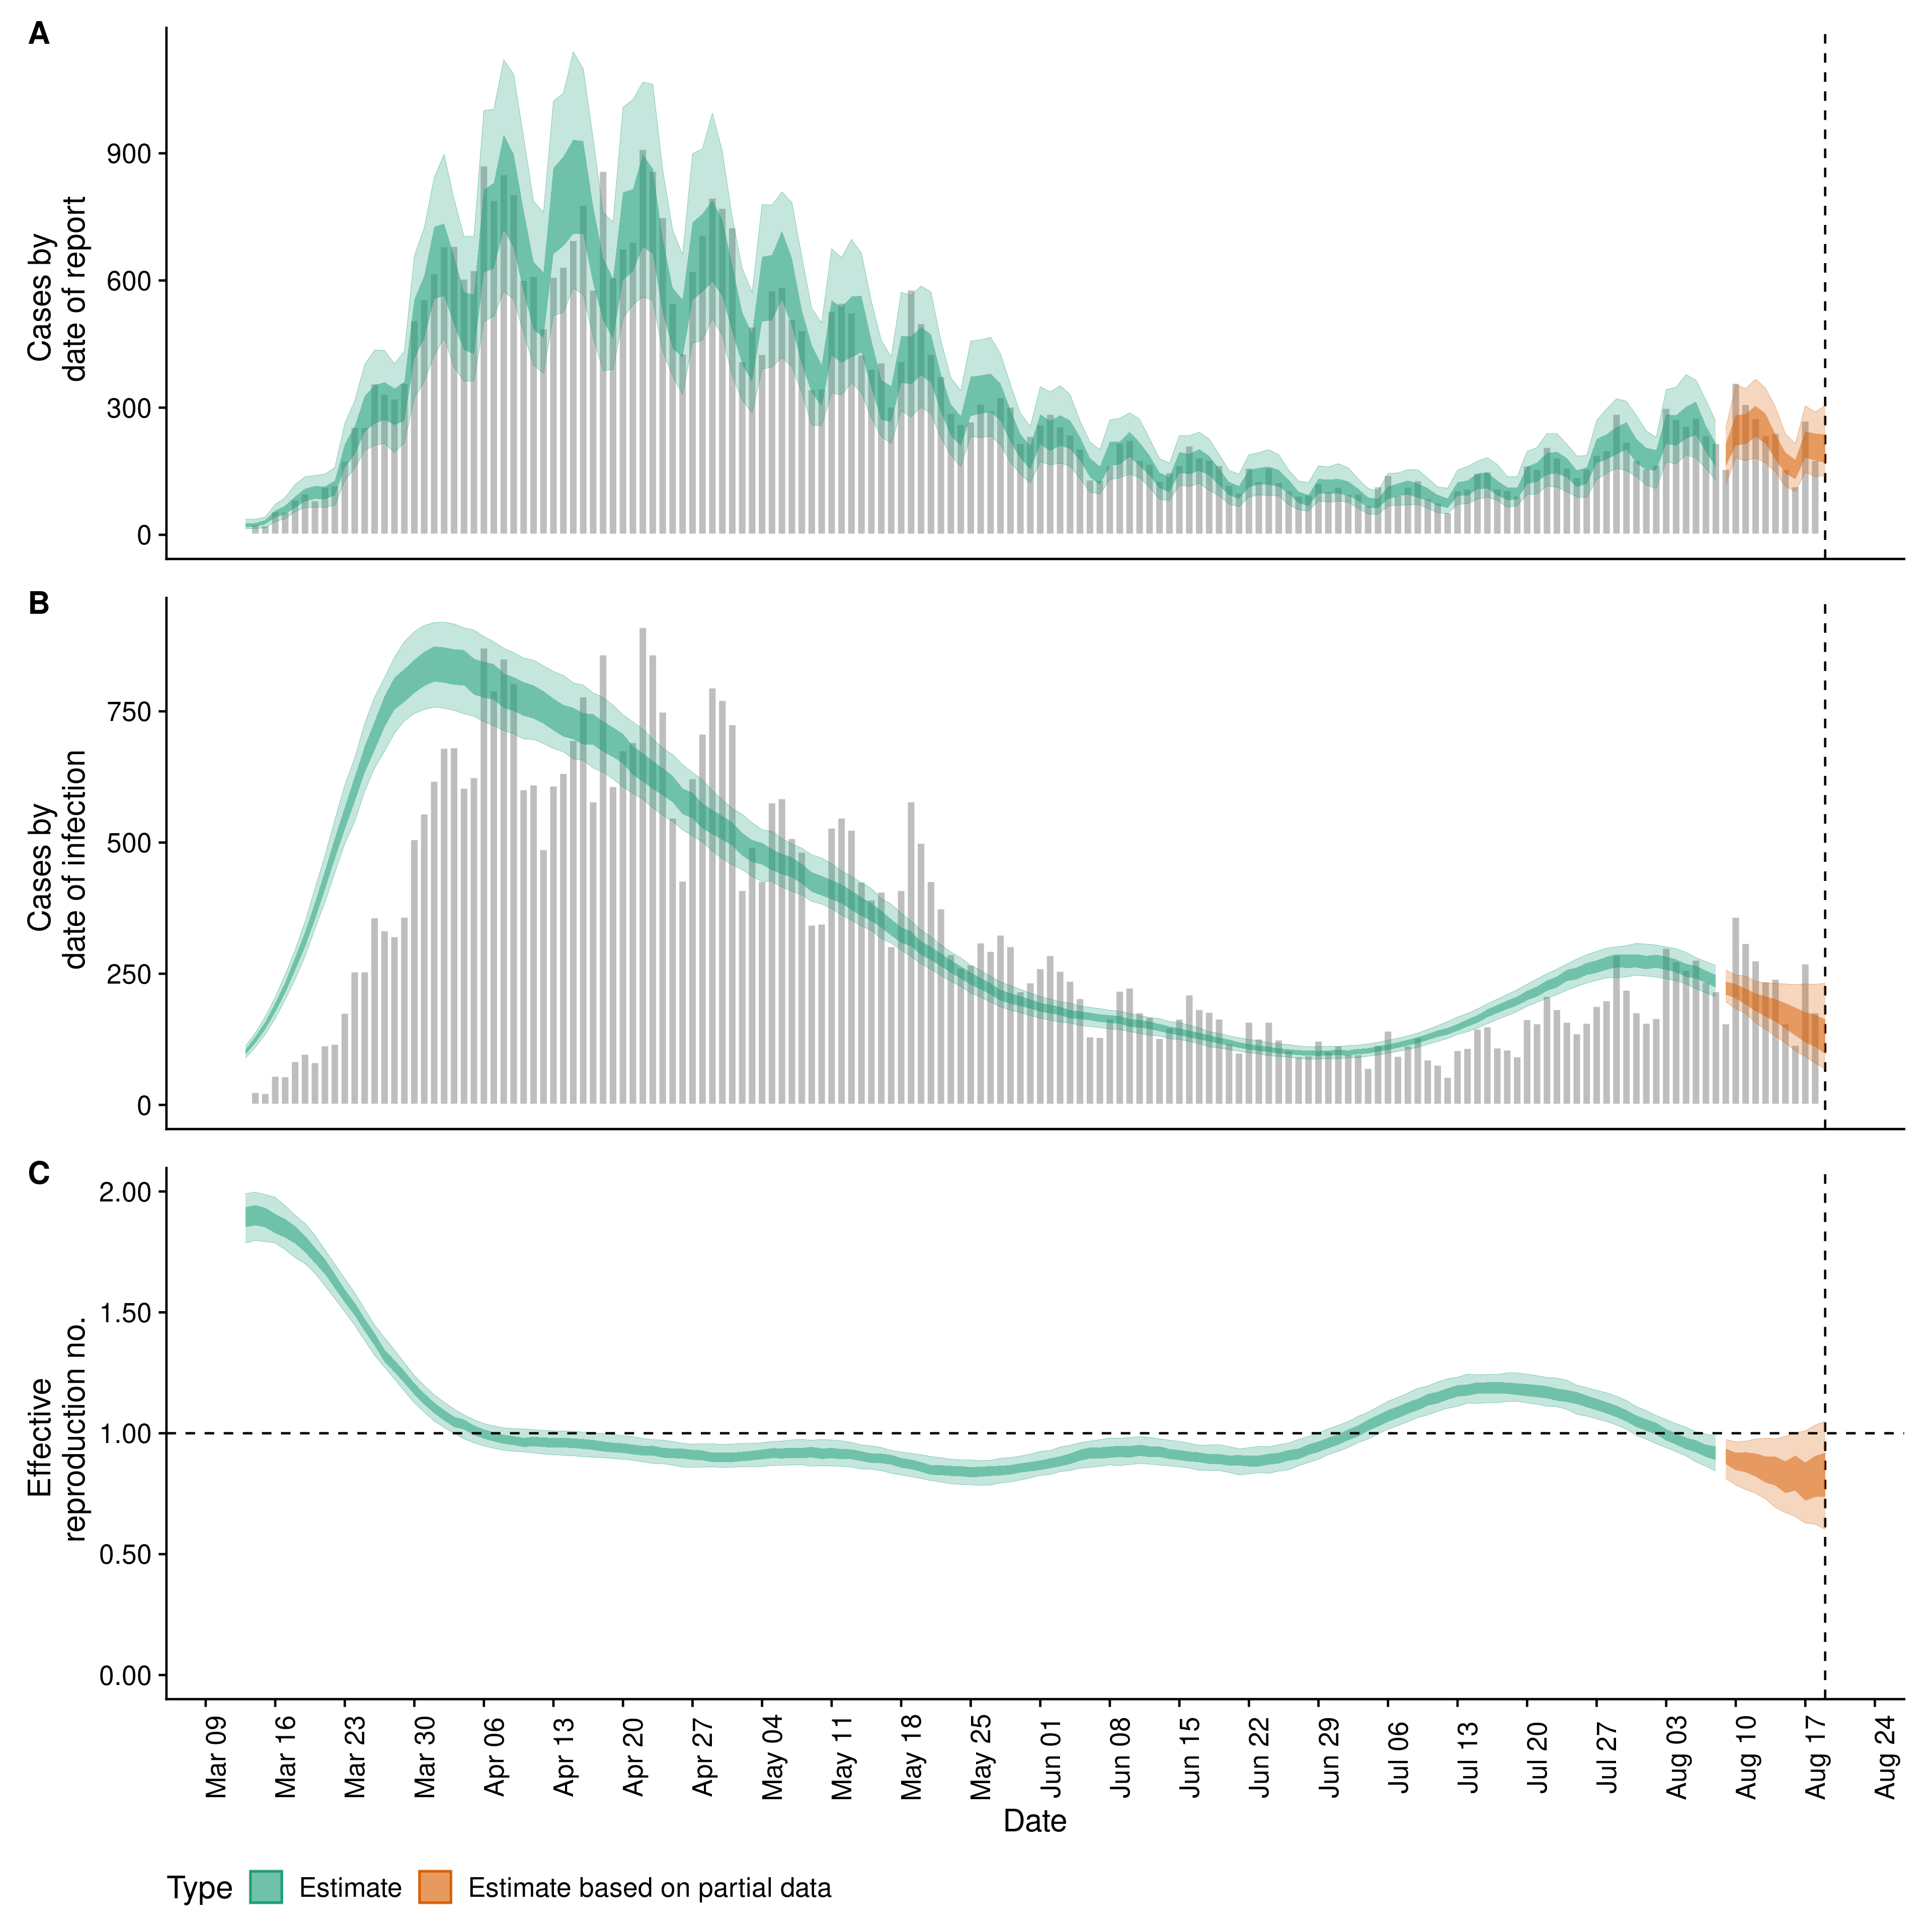 A
Cases by
date of report
900
600
300
0
B
Cases by
date of infection
750
500
250
0
C
Effective
reproduction no.
2.00
1.50
1.00
0.50
0.00
Mar 09
Mar 16
Mar 23
Mar 30
Apr 06
Apr 13
Apr 20
Apr 27
May 04
May 11
May 18
May 25
Jun 01
Jun 08
Jun 15
Jun 22
Jun 29
Jul 06
Jul 13
Jul 20
Jul 27
Aug 03
Aug 10
Aug 17
Aug 24
Date
Type Estimate Estimate based on partial data